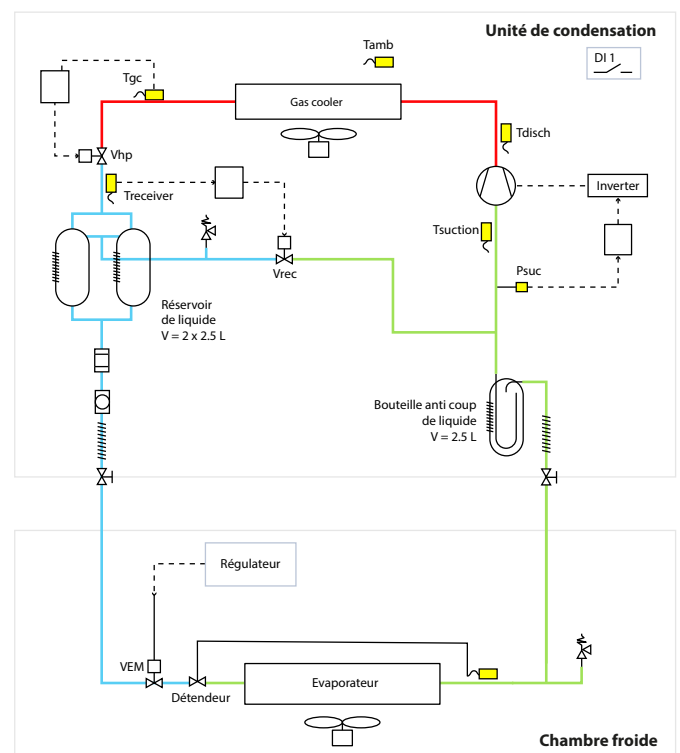 Unité de condensation
Tamb
DI 1
Tgc
Gas cooler
Tdisch
Vhp
Treceiver
Inverter
Tsuction
Psuc
Vrec
Réservoir
de liquide
V = 2 x 2.5 L
Bouteille anti coup
de liquide
V = 2.5 L
Régulateur
VEM
Détendeur
Evaporateur
Chambre froide